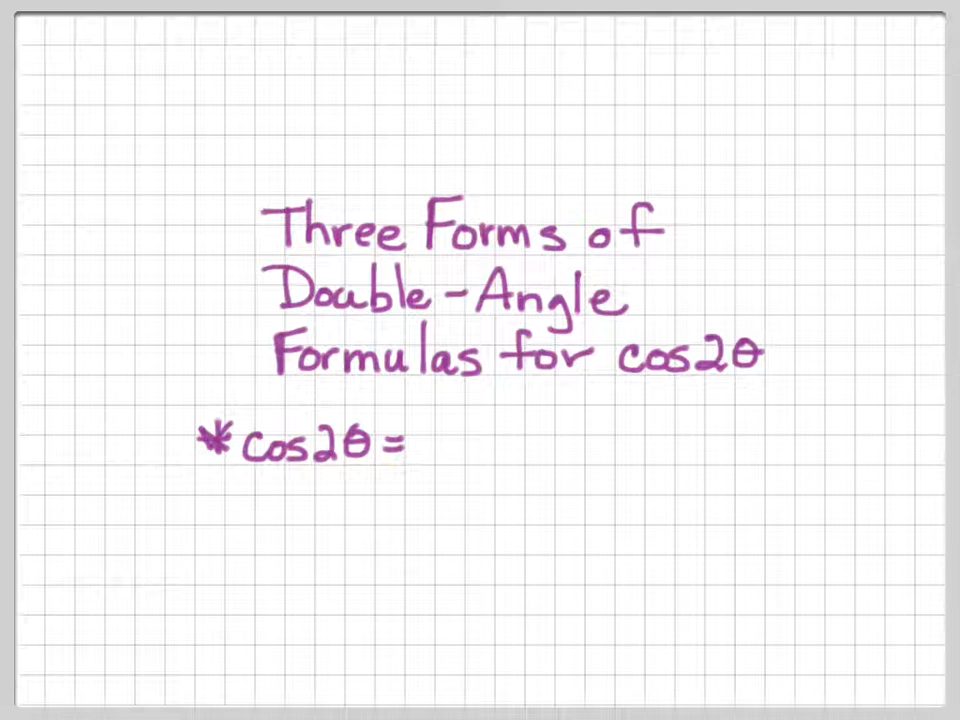 Three Forms of
Double-Angle
Formulas for cos2θ
*cos2θ=